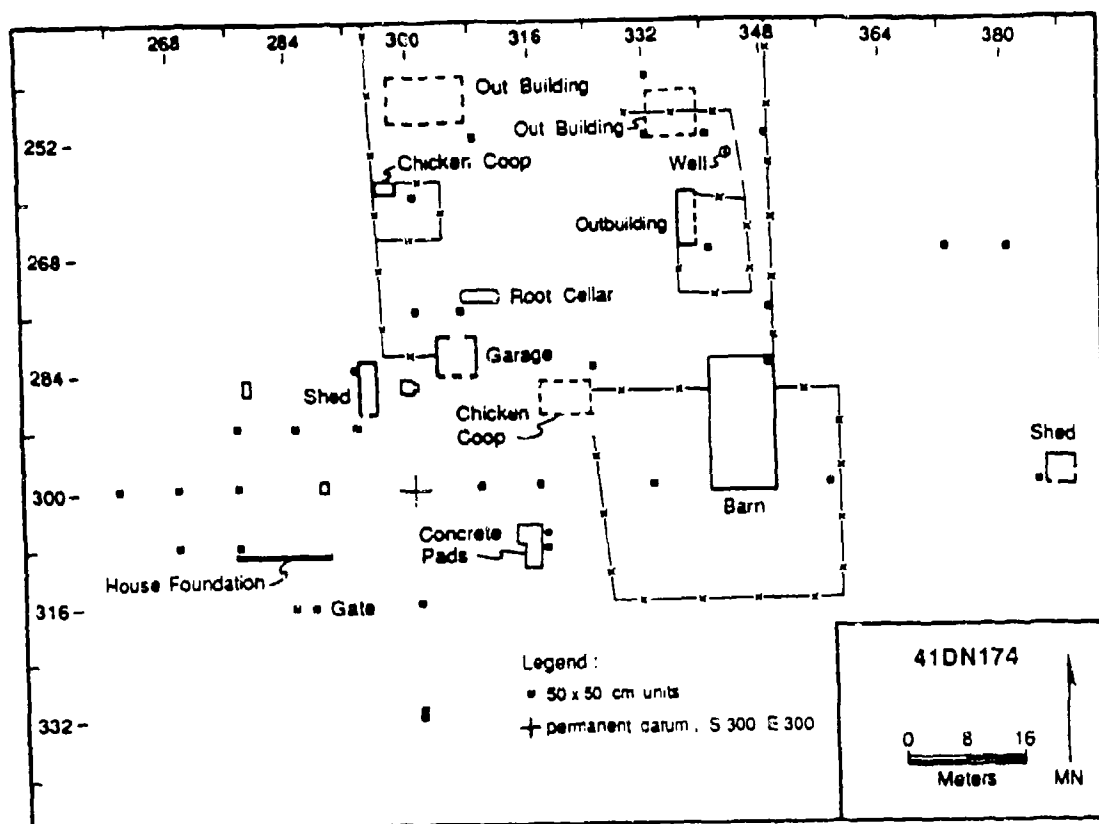 268 284 300 316 332 348 364 380
Out Building
Out Building
252
Chicken Coop
Well
Outbuilding
268
Root Cellar
Garage
284
Shed
Chicken
Coop
Shed
300
Barn
Concrete
Pads
House Foundation
316
Gate
Legend :
50 x 50 cm units
permanent datum, S 300 E 300
332
41DN174
0 8 16
Meters
MN